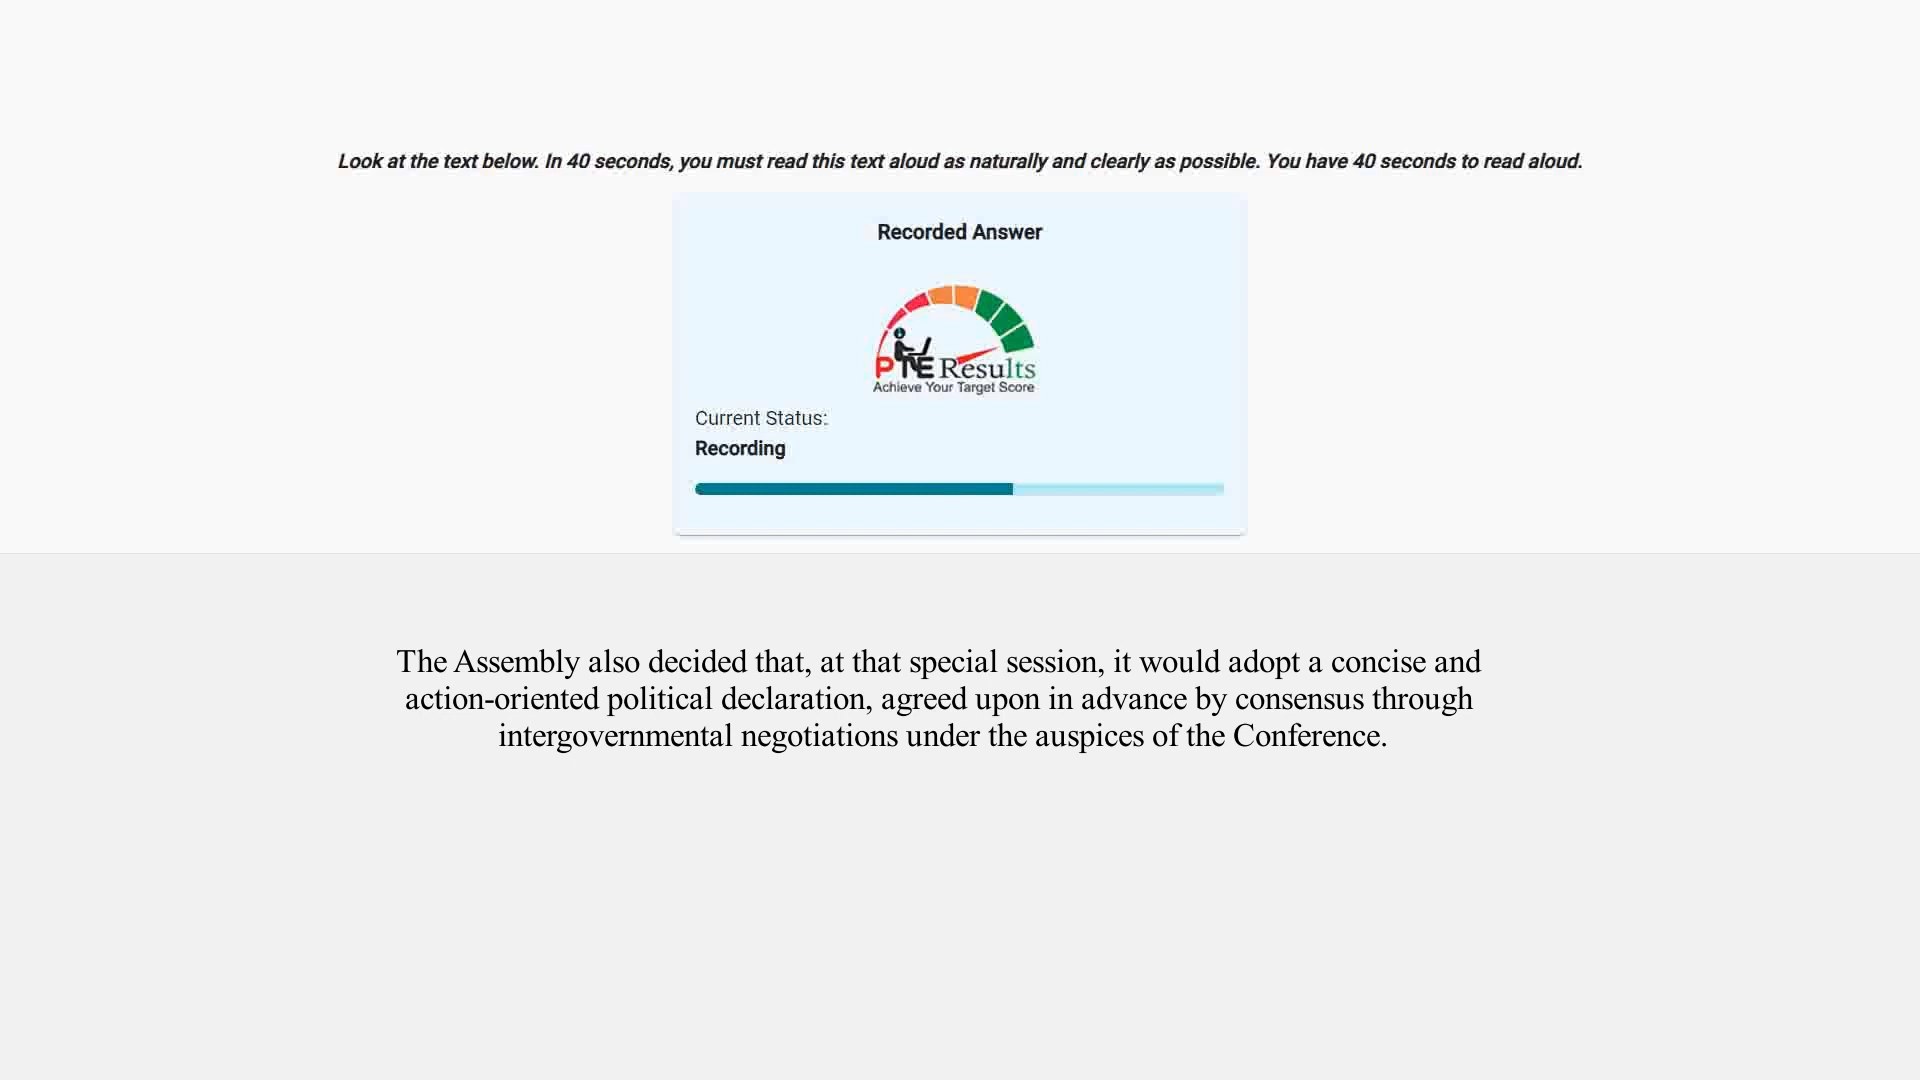 Look at the text below. In 40 seconds, you must read this text aloud as naturally and clearly as possible. You have 40 seconds to read aloud.
Recorded Answer
PTE Results
Achieve Your Target Score
Current Status:
Recording
The Assembly also decided that, at that special session, it would adopt a concise and
action-oriented political declaration, agreed upon in advance by consensus through
intergovernmental negotiations under the auspices of the Conference.